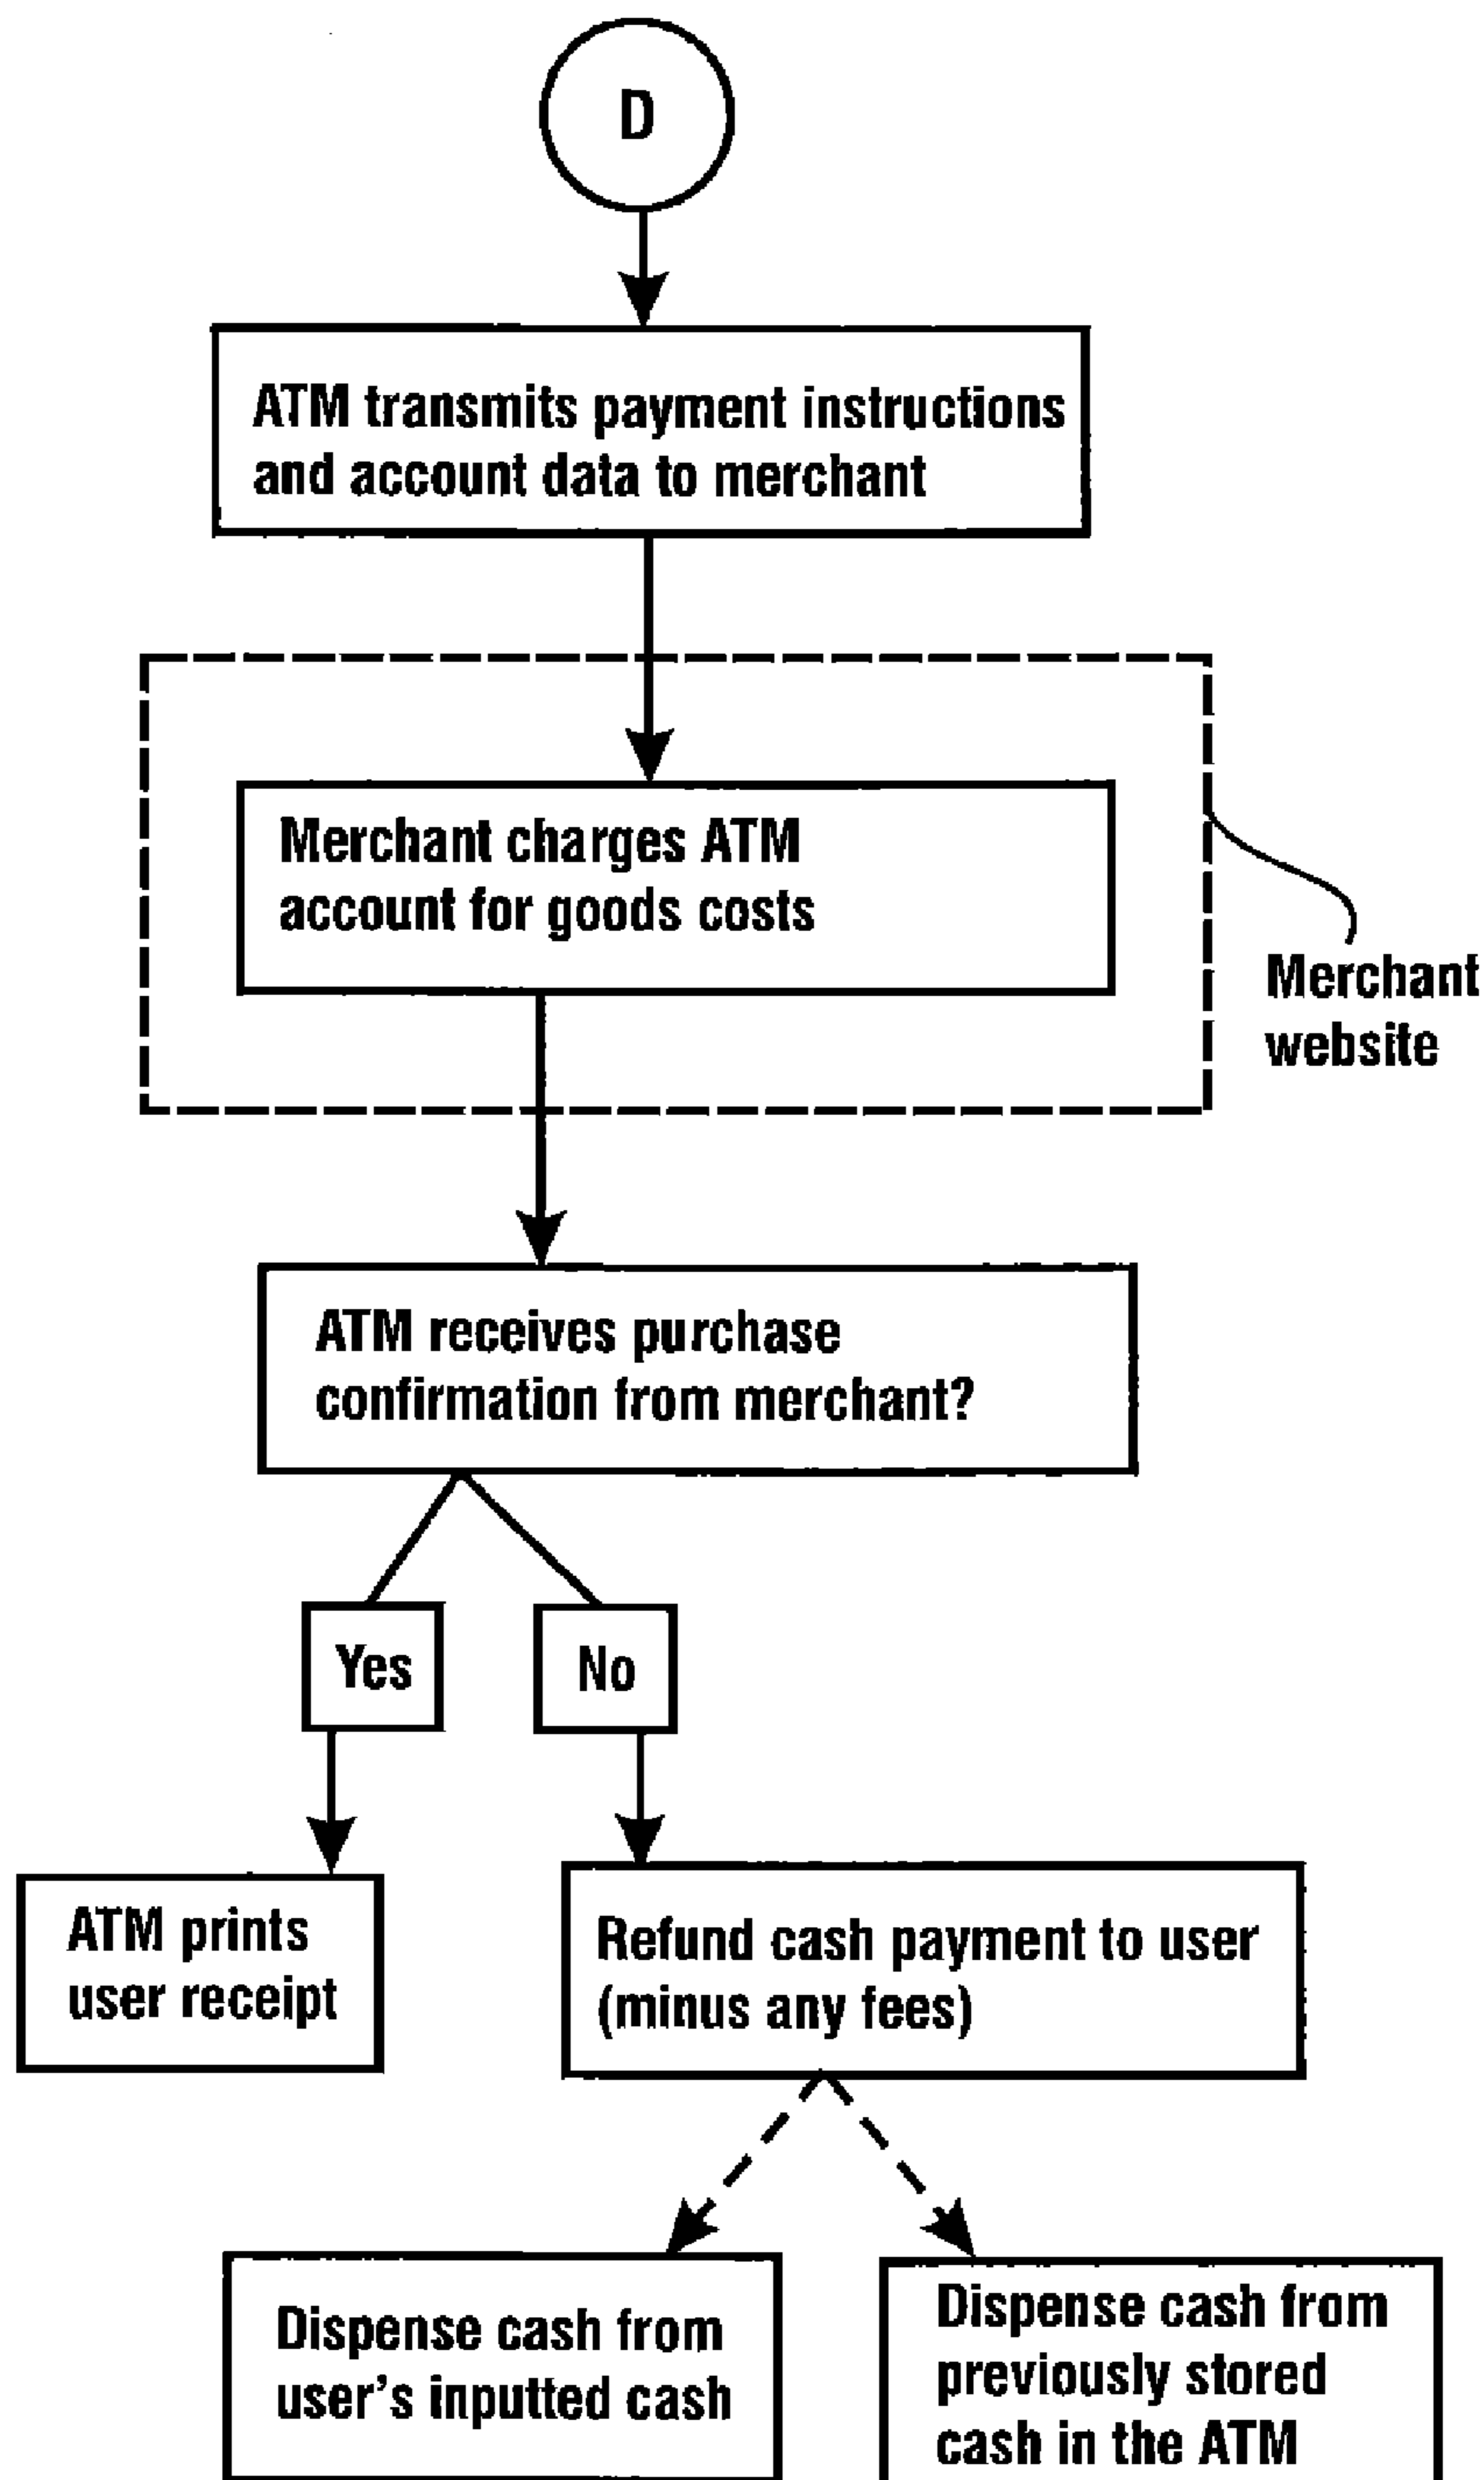 D
ATM transmits payment instructions
and account data to merchant
Merchant charges ATM
account for goods costs
Merchant
website
ATM receives purchase
confirmation from merchant?
Yes
No
ATM prints
user receipt
Refund cash payment to user
(minus any fees)
Dispense cash from
user's inputted cash
Dispense cash from
previously stored
cash in the ATM